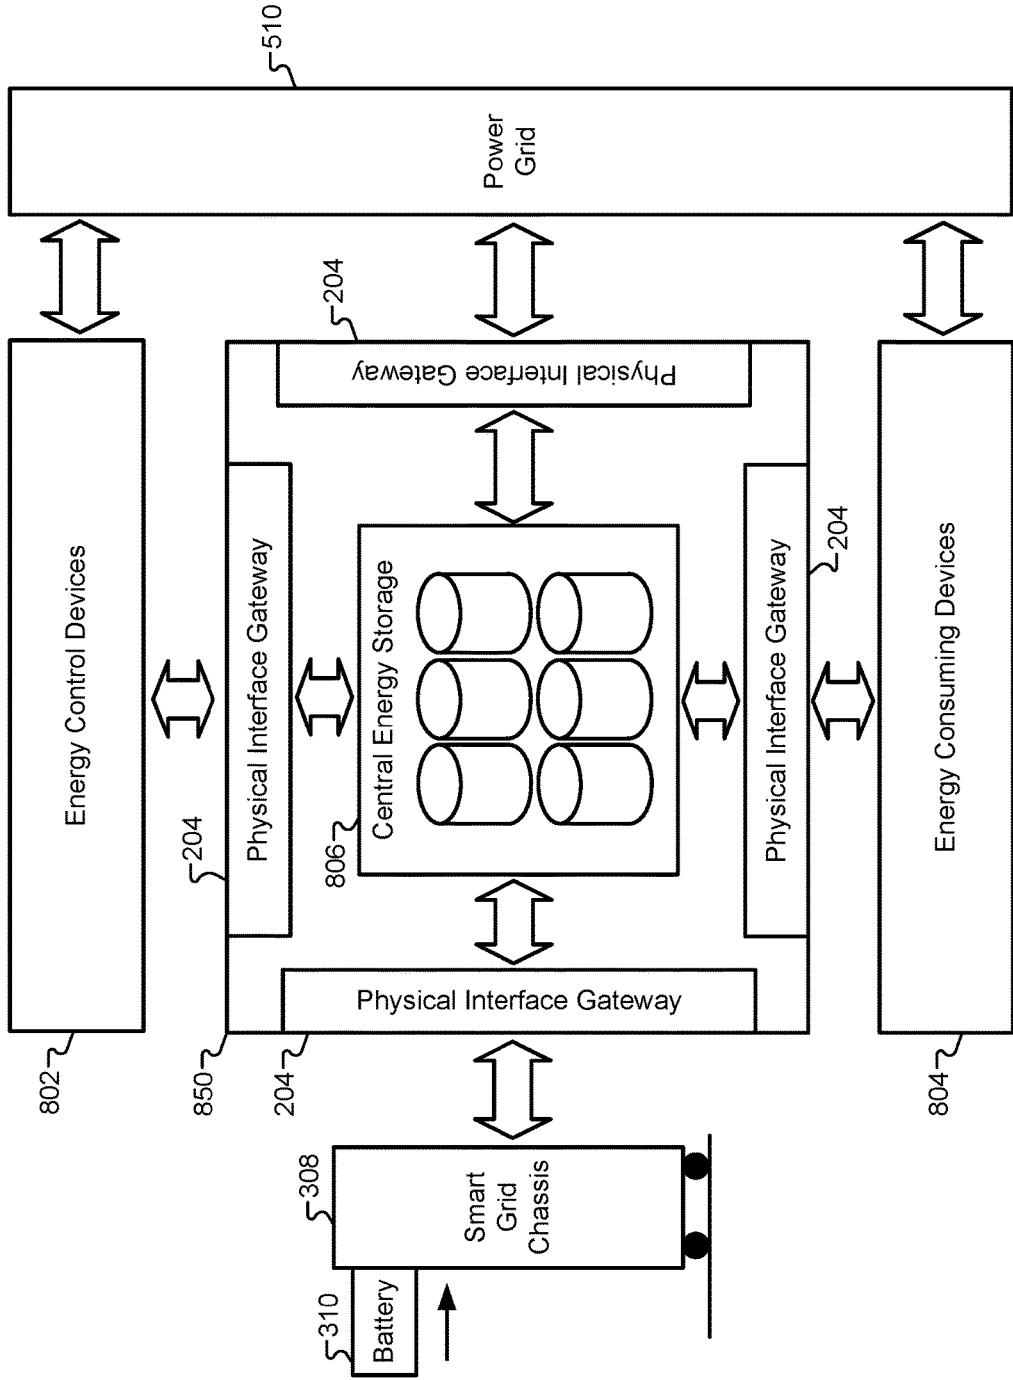 510
Power
Grid
Energy Control Devices
802
204
Physical Interface Gateway
Physical Interface Gateway
204
850
806
Central Energy Storage
Physical Interface Gateway
204
Physical Interface Gateway
204
Energy Consuming Devices
804
308
Smart
Grid
Chassis
310
Battery